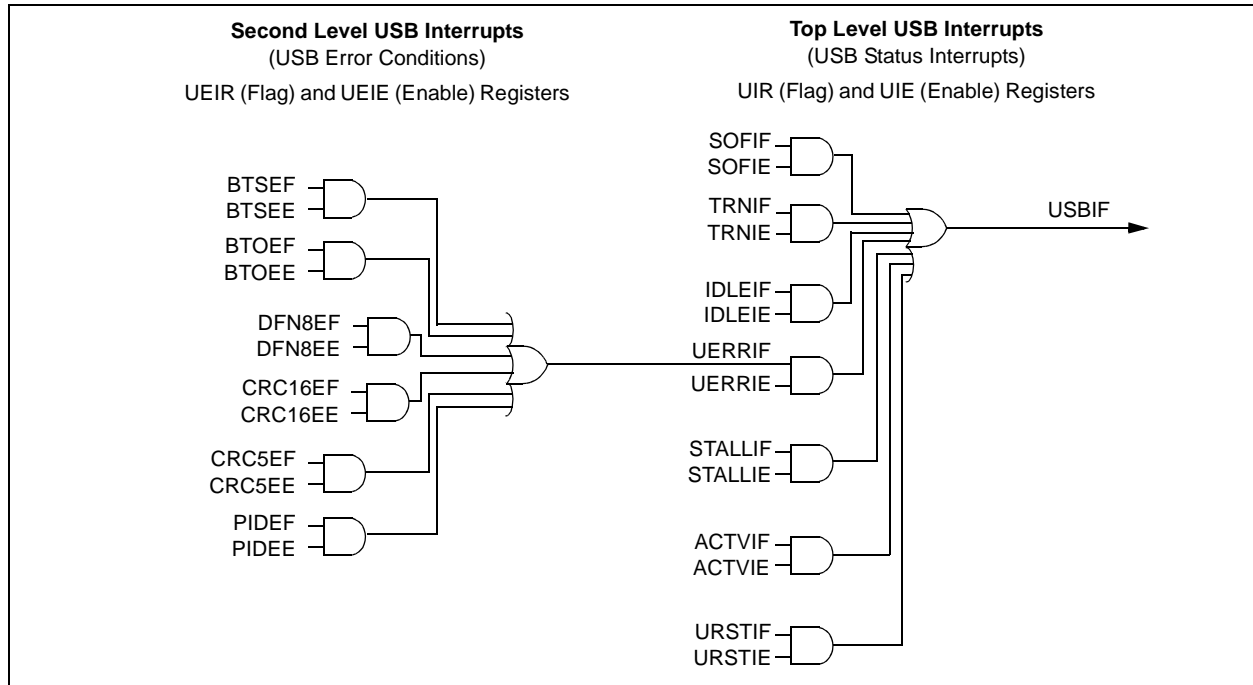 Second Level USB Interrupts
(USB Error Conditions)
UEIR (Flag) and UEIE (Enable) Registers
BTSEF
BTSEE
BTOEF
BTOEE
DFN8EF
DFN8EE
CRC16EF
CRC16EE
CRC5EF
CRC5EE
PIDEF
PIDEE
Top Level USB Interrupts
(USB Status Interrupts)
UIR (Flag) and UIE (Enable) Registers
SOFIF
SOFIE
TRNIF
TRNIE
IDLEIF
IDLEIE
UERRIF
UERRIE
STALLIF
STALLIE
ACTVIF
ACTVIE
URSTIF
URSTIE
USBIF